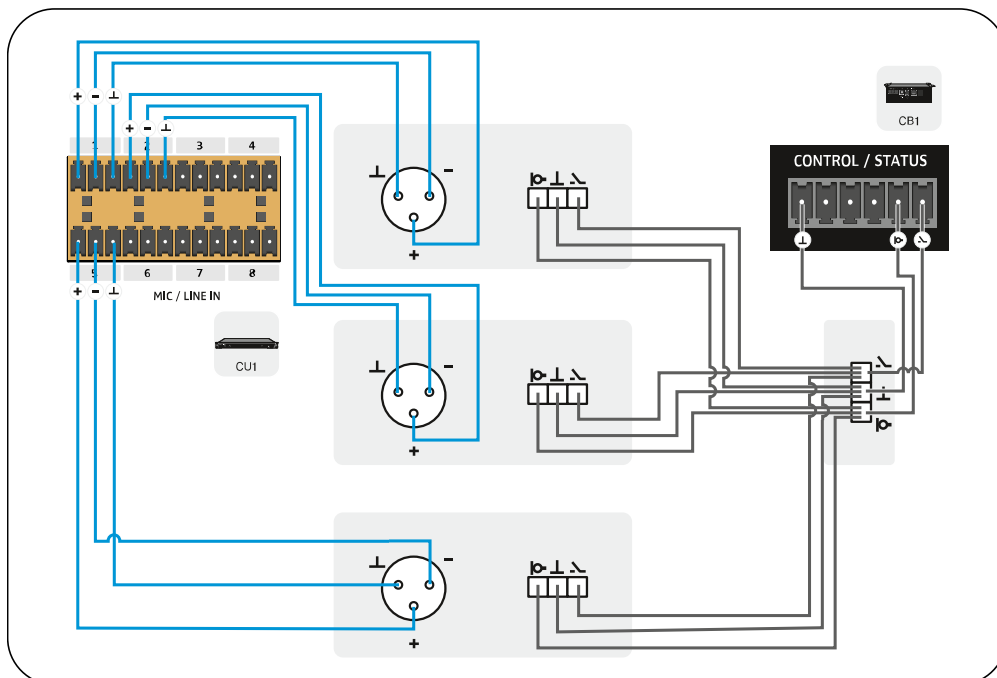 CB1
+ - ⊥
+ - ⊥
1 2 3 4
CONTROL / STATUS
⊥ -
+
5 6 7 8
+ - ⊥
MIC / LINE IN
CU1
⊥ -
+
⊥ -
+